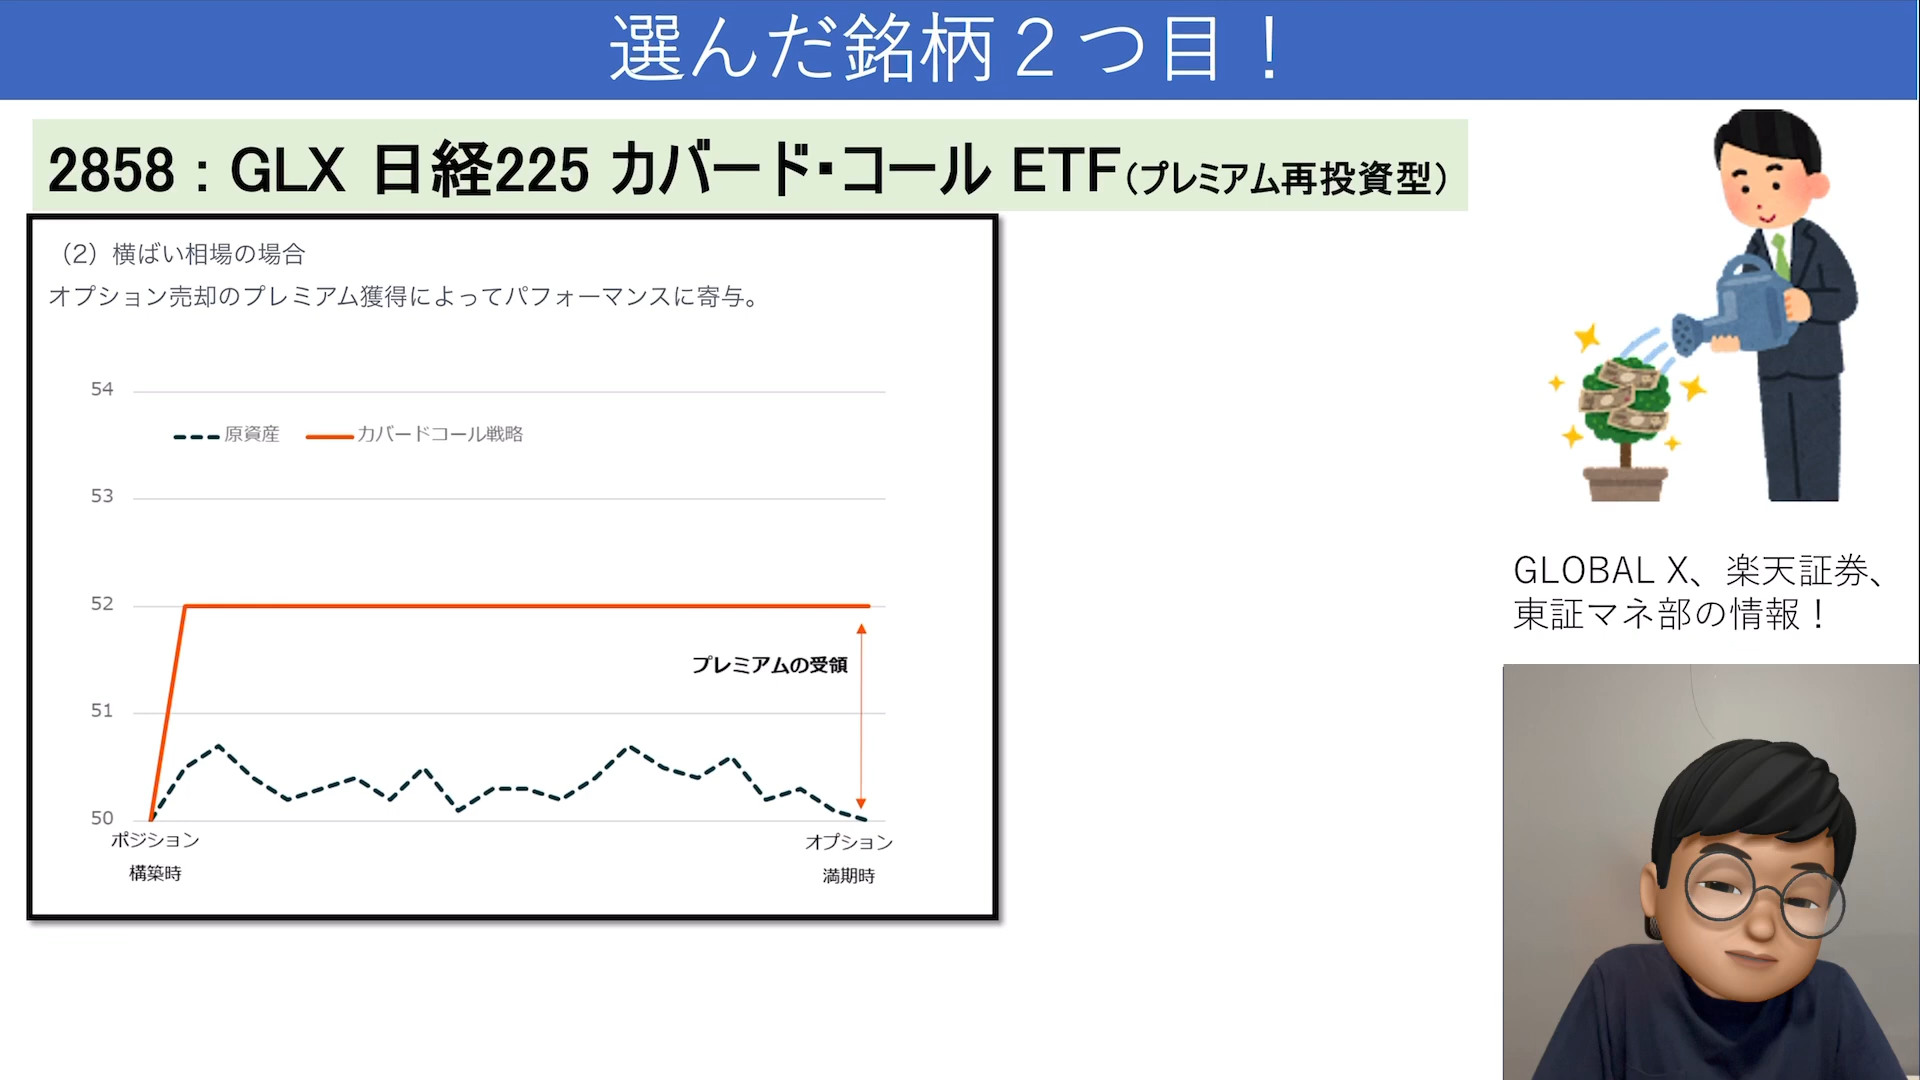 選んだ銘柄２つ目！
2858：GLX 日経225 カバード・コール ETF（プレミアム再投資型）
（2）横ばい相場の場合
オプション売却のプレミアム獲得によってパフォーマンスに寄与。
54
原資産 カバードコール戦略
53
52
プレミアムの受領
51
50
ポジション
構築時
オプション
満期時
GLOBAL X、楽天証券、
東証マネ部の情報！